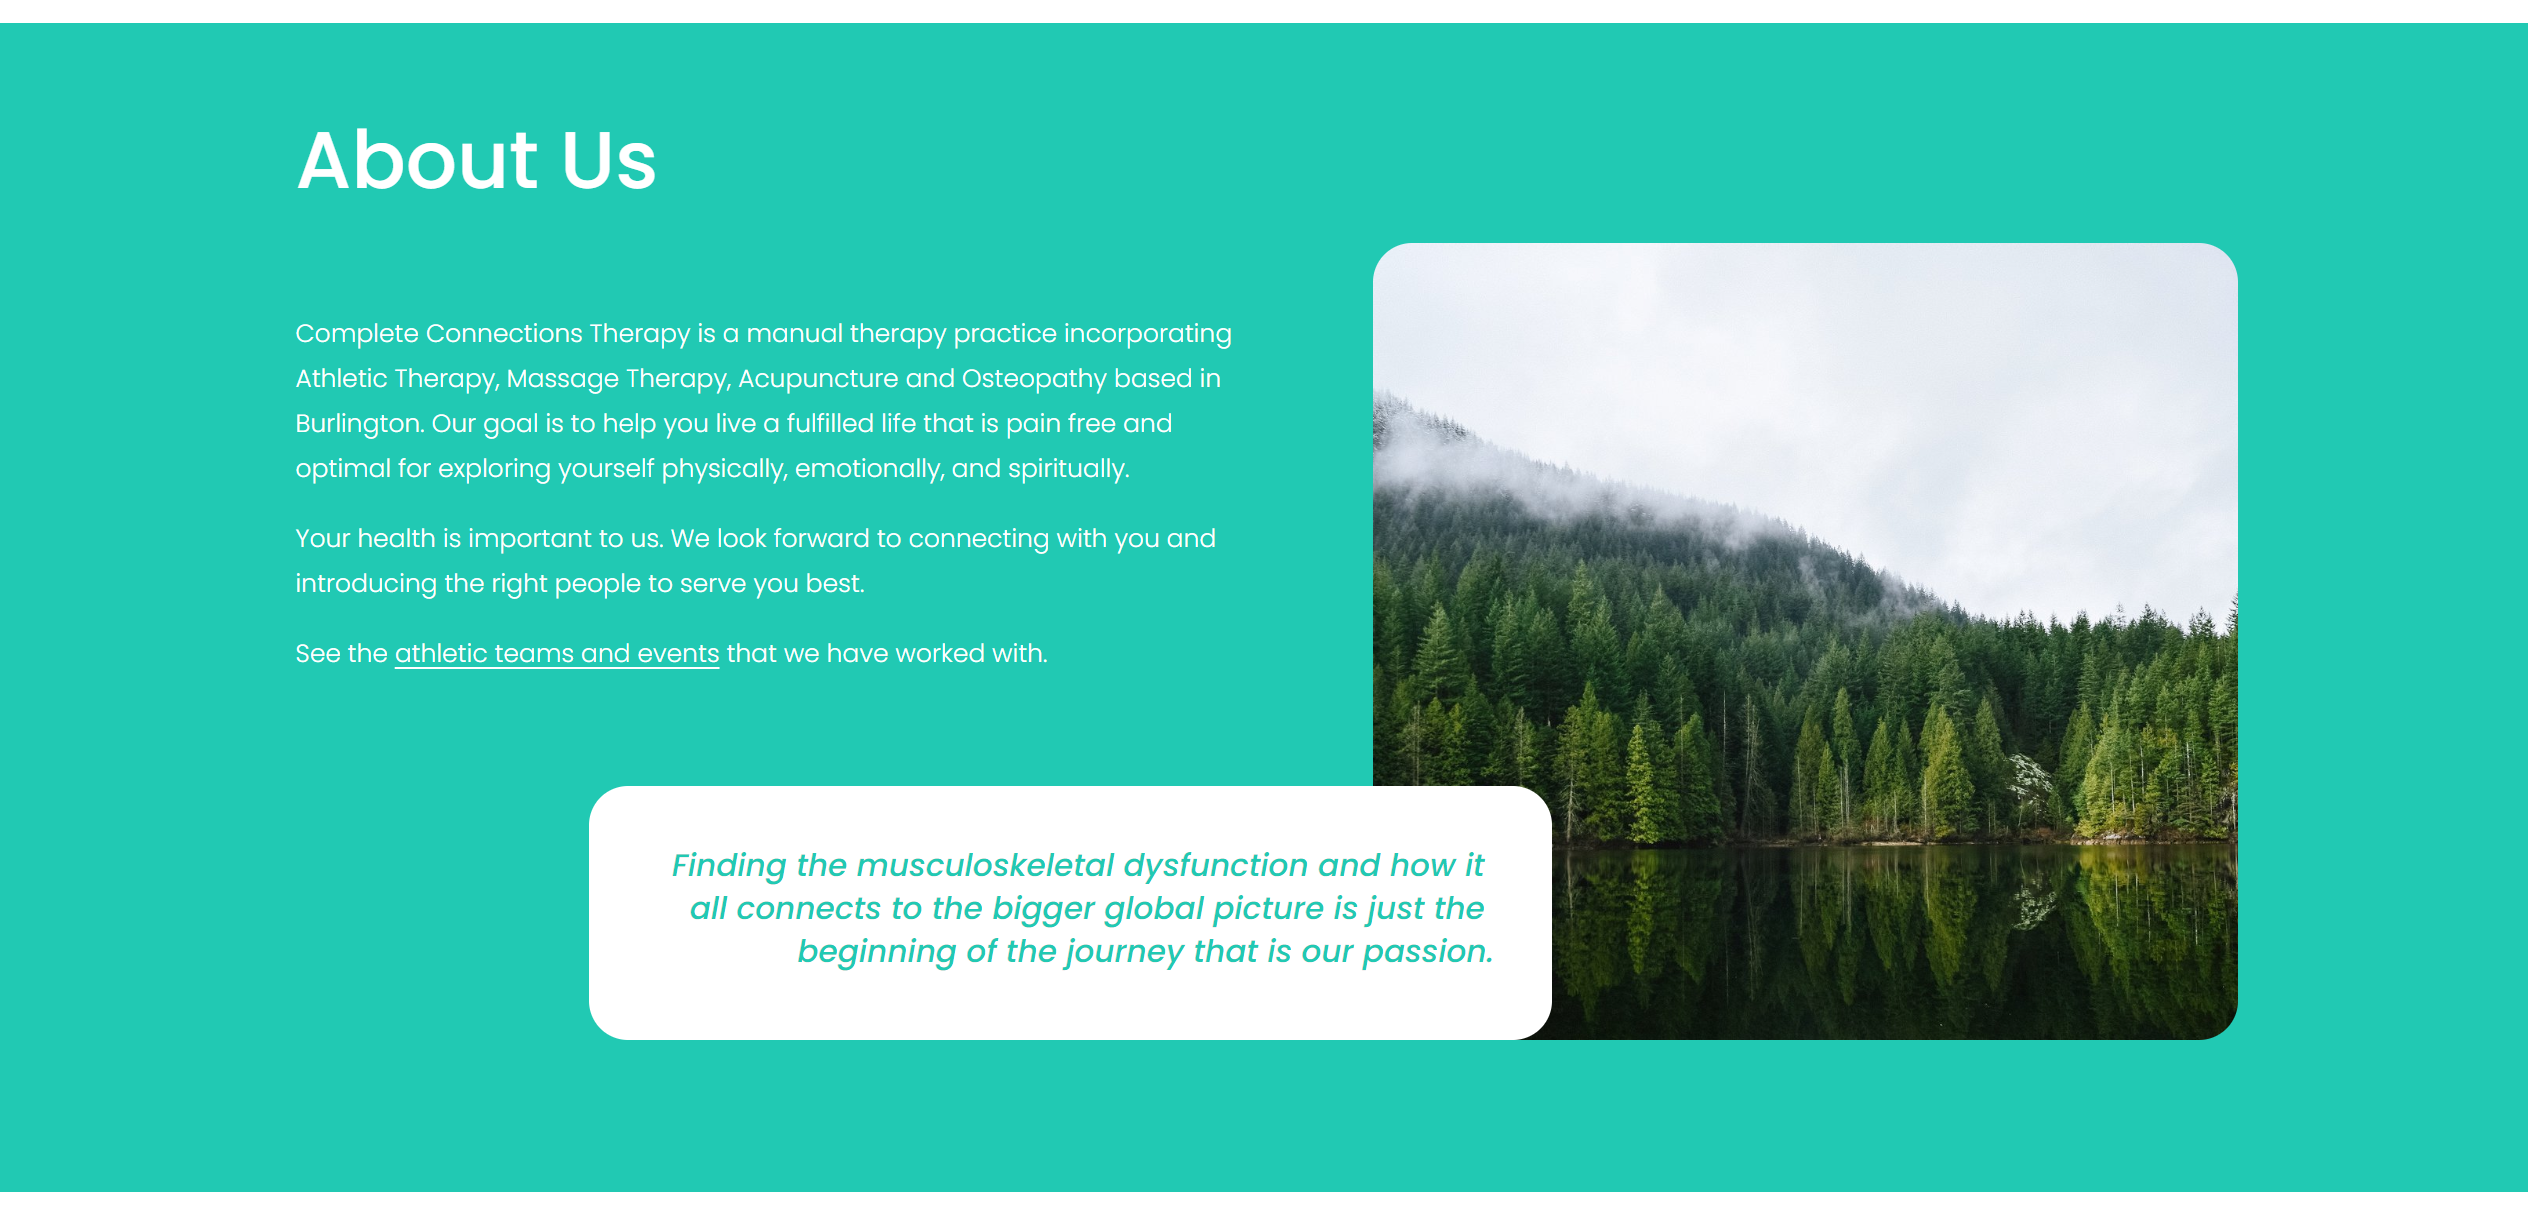 About Us
Complete Connections Therapy is a manual therapy practice incorporating
Athletic Therapy, Massage Therapy, Acupuncture and Osteopathy based in
Burlington. Our goal is to help you live a fulfilled life that is pain free and
optimal for exploring yourself physically, emotionally, and spiritually.
Your health is important to us. We look forward to connecting with you and
introducing the right people to serve you best.
See the athletic teams and events that we have worked with.
Finding the musculoskeletal dysfunction and how it
all connects to the bigger global picture is just the
beginning of the journey that is our passion.